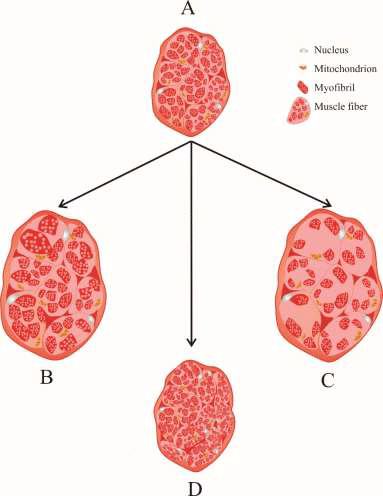 A
Nucleus
Mitochondrion
Myofibril
Muscle fiber
B
C
D